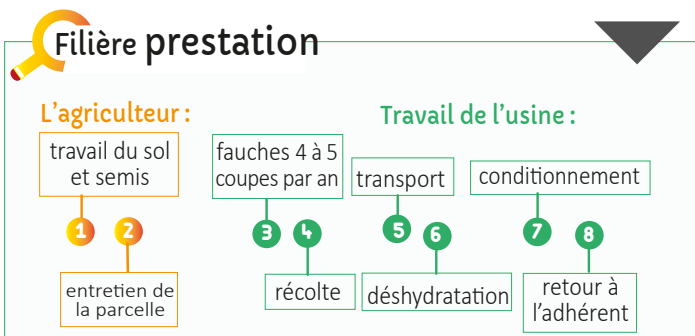 Filière prestation
L'agriculteur :
Travail de l'usine :
travail du sol
et semis
fauches 4 à 5
coupes par an
transport
conditionnement
1
2
3
4
5
6
7
8
entretien de
la parcelle
récolte
déshydratation
retour à
l'adhérent